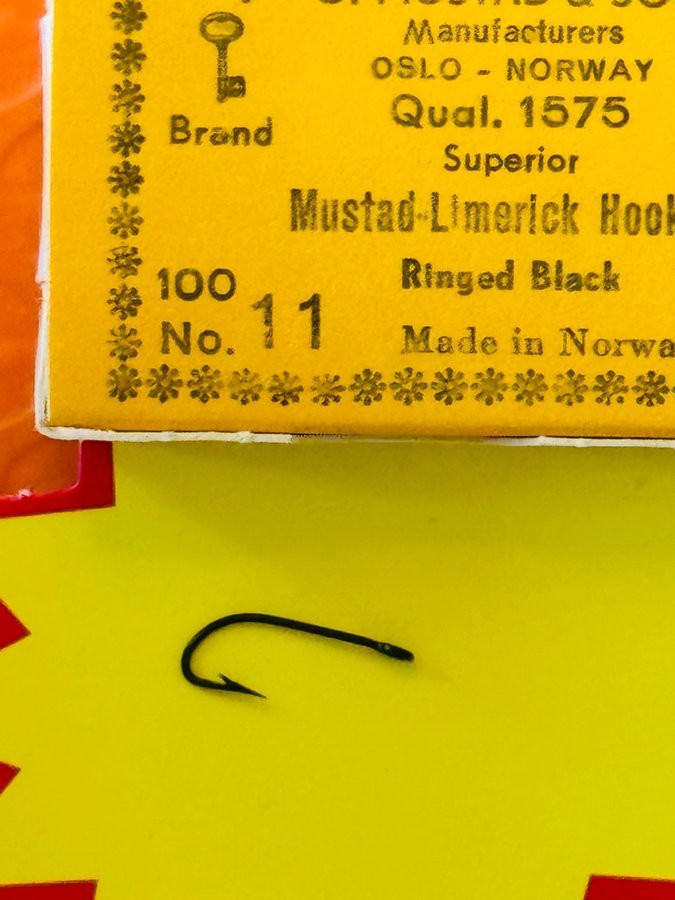 Manufacturers
OSLO - NORWAY
Brand
Qual. 1575
Superior
Mustad-Limerick Hook
100
Ringed Black
No. 11
Made in Norwa